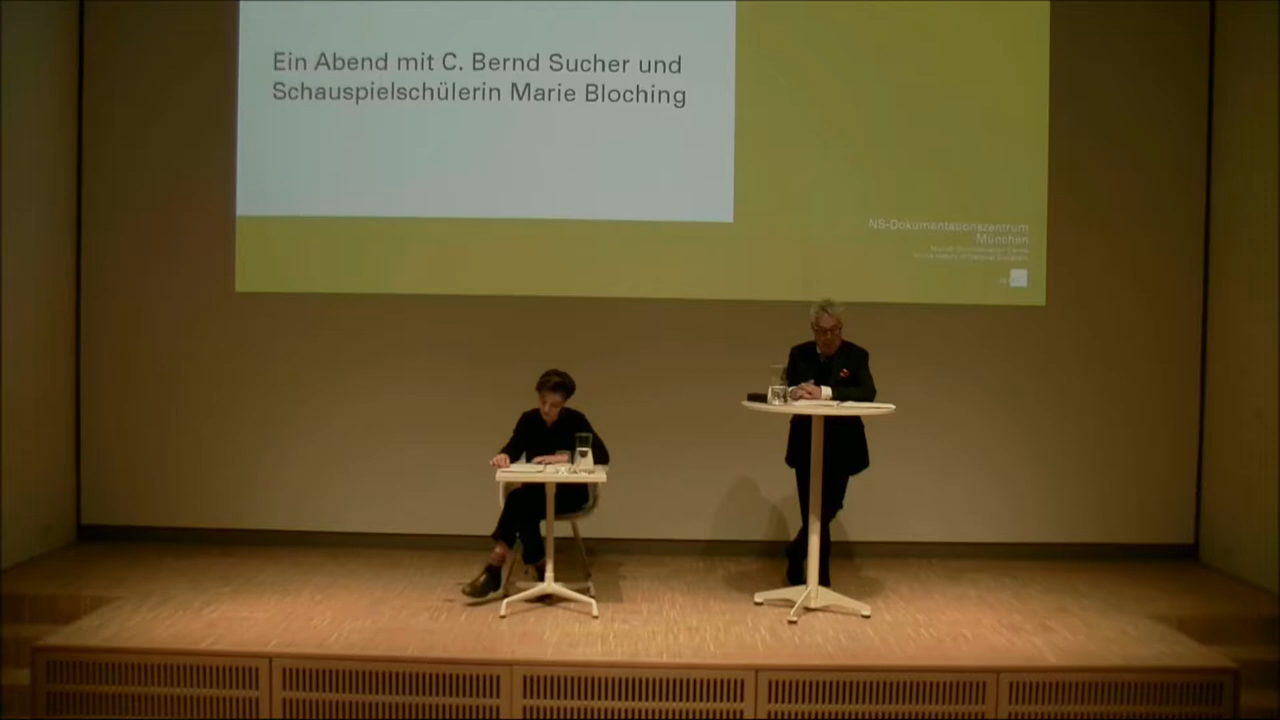 Ein Abend mit C. Bernd Sucher und
Schauspielschülerin Marie Bloching
NS-Dokumentationszentrum
München